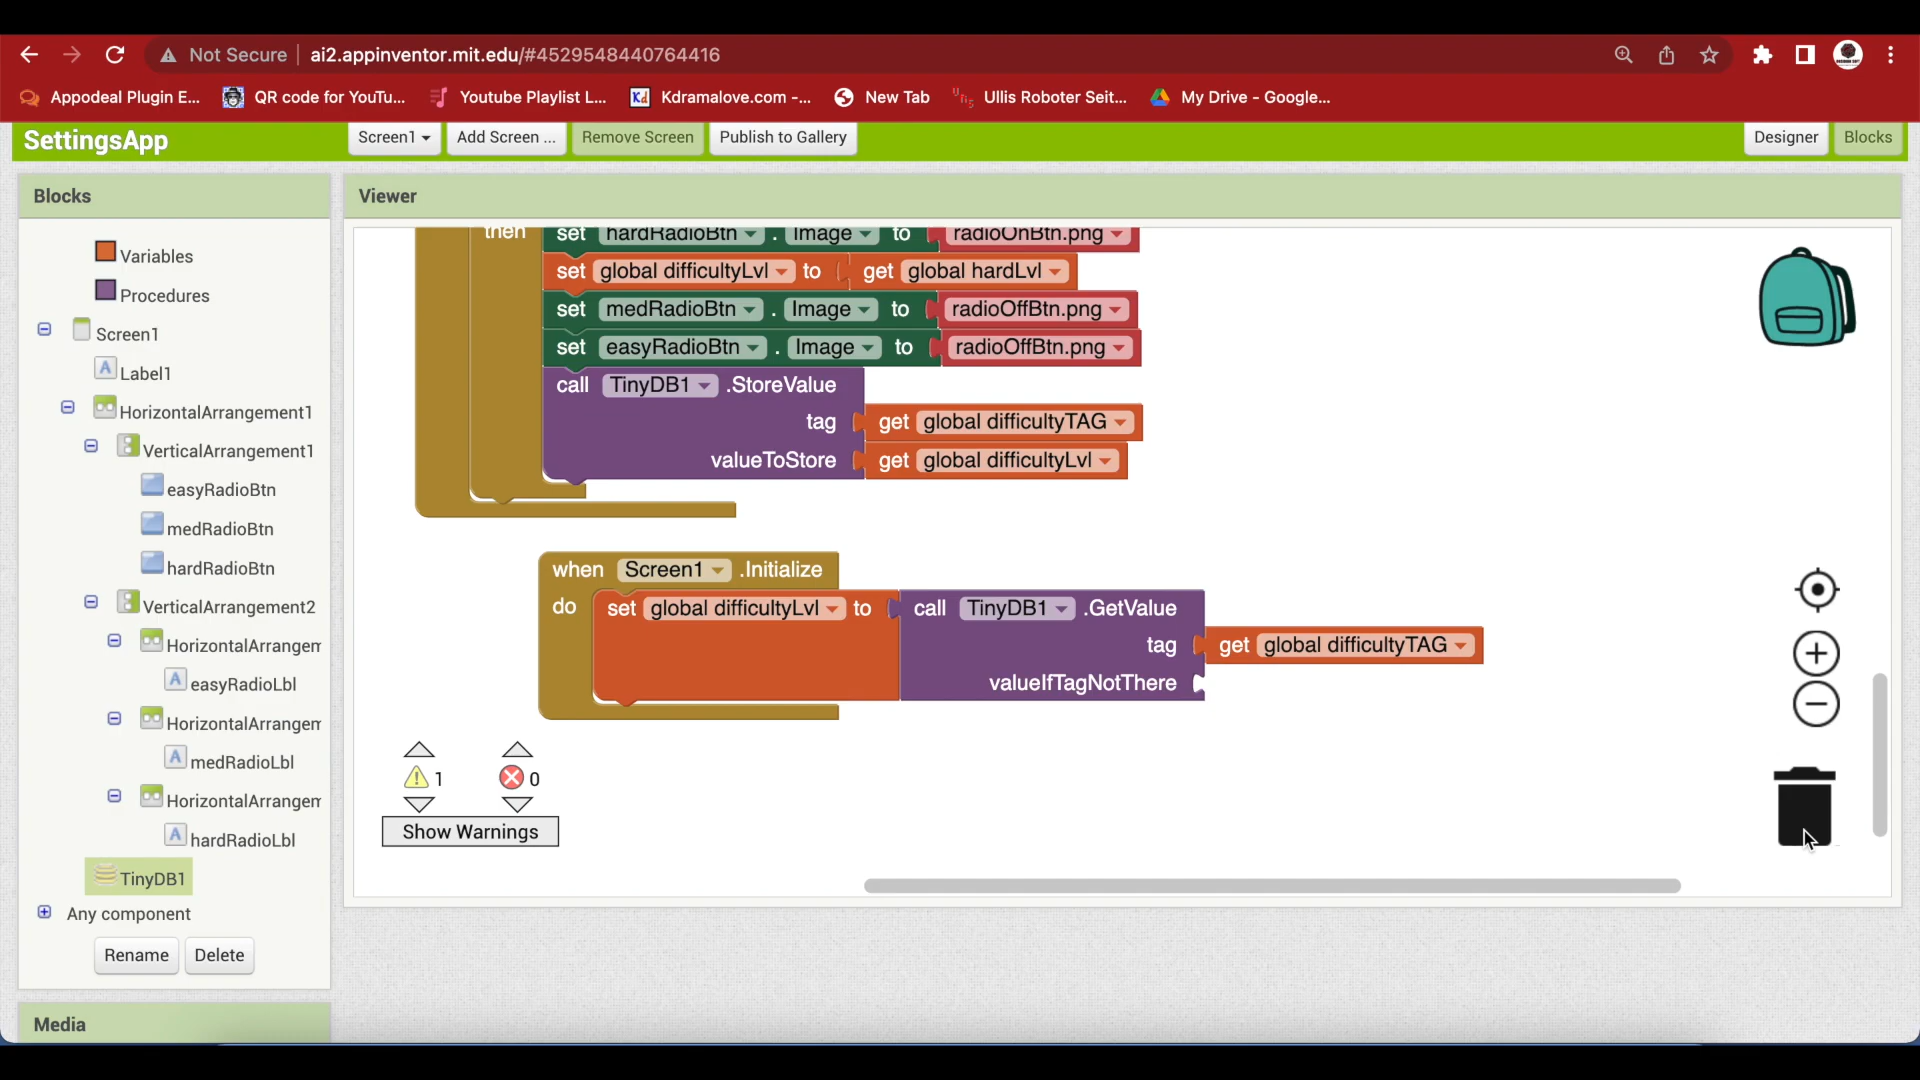 Not Secure | ai2.appinventor.mit.edu/#4529548440764416
Appodeal Plugin E... QR code for YouTu... Youtube Playlist L... Kd Kdramalove.com -... New Tab Ullis Roboter Seit... My Drive - Google...
SettingsApp Screen1 Add Screen ... Remove Screen Publish to Gallery Designer Blocks
Blocks
Viewer
Variables
Procedures
Screen1
Label1
HorizontalArrangement1
VerticalArrangement1
easyRadioBtn
medRadioBtn
hardRadioBtn
VerticalArrangement2
HorizontalArrangem
easyRadioLbl
HorizontalArrangem
medRadioLbl
HorizontalArrangem
hardRadioLbl
TinyDB1
Any component
Rename Delete
Media
then set hardRadioBtn . Image to radioOnBtn.png
set global difficultyLvl to get global hardLvl
set medRadioBtn . Image to radioOffBtn.png
set easyRadioBtn . Image to radioOffBtn.png
call TinyDB1 .StoreValue
tag get global difficultyTAG
valueToStore get global difficultyLvl
when Screen1 .Initialize
do set global difficultyLvl to call TinyDB1 .GetValue
tag get global difficultyTAG
valueIfTagNotThere
1 0
Show Warnings